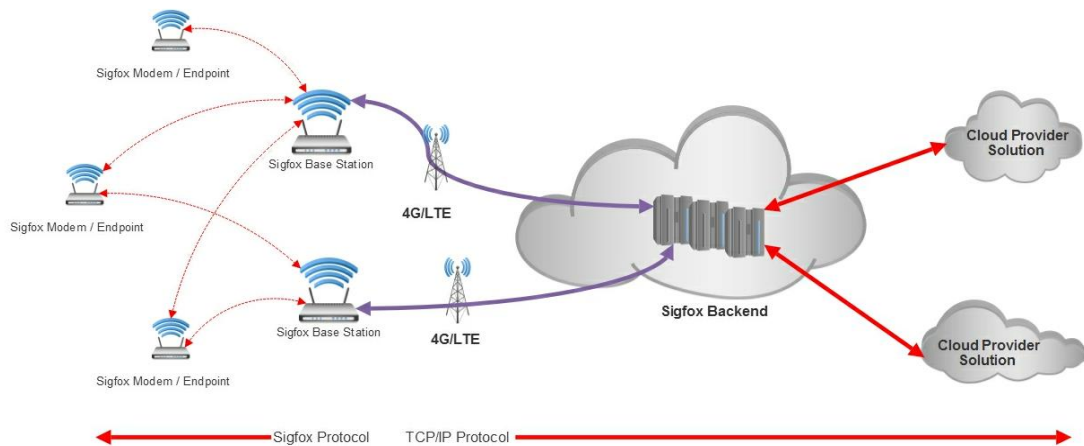 Sigfox Modem / Endpoint
Sigfox Base Station
4G/LTE
Cloud Provider
Solution
Sigfox Modem / Endpoint
Sigfox Base Station
4G/LTE
Sigfox Backend
Cloud Provider
Solution
Sigfox Modem / Endpoint
Sigfox Protocol
TCP/IP Protocol